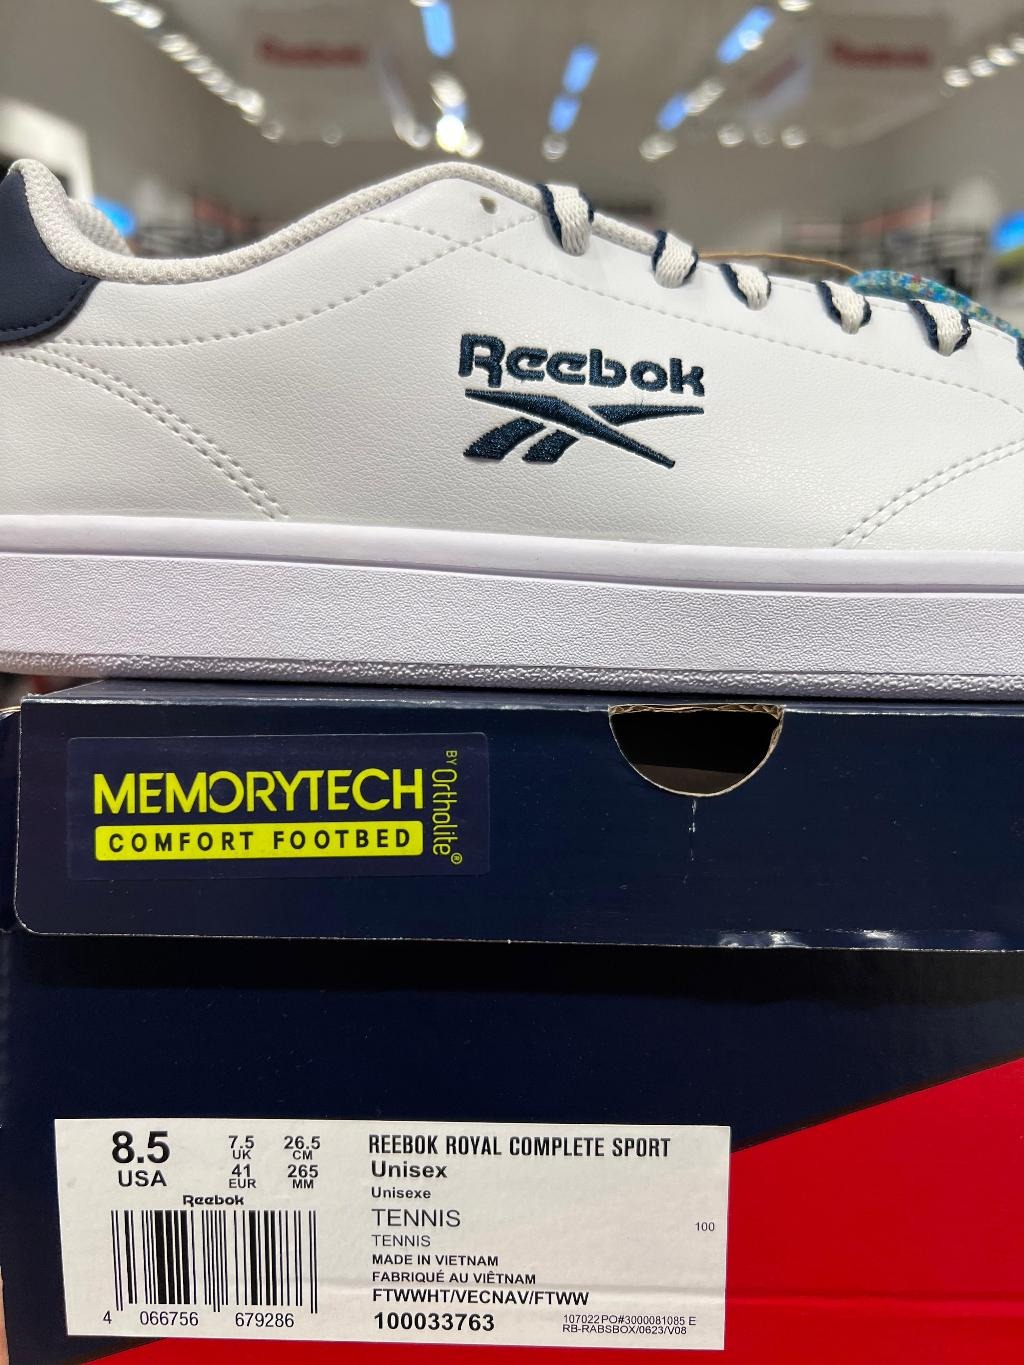 Reebok
Reebok
Reebok
MEMORYTECH
COMFORT FOOTBED
BY Ortholite®
8.5
USA
7.5
UK
41
EUR
26.5
CM
265
MM
Reebok
4 066756 679286
REEBOK ROYAL COMPLETE SPORT
Unisex
Unisexe
TENNIS
100
TENNIS
MADE IN VIETNAM
FABRIQUÉ AU VIÊTNAM
FTWWHT/VECNAV/FTWW
100033763
107022PO#3000081085 E
RB-RABSBOX/0623/V08